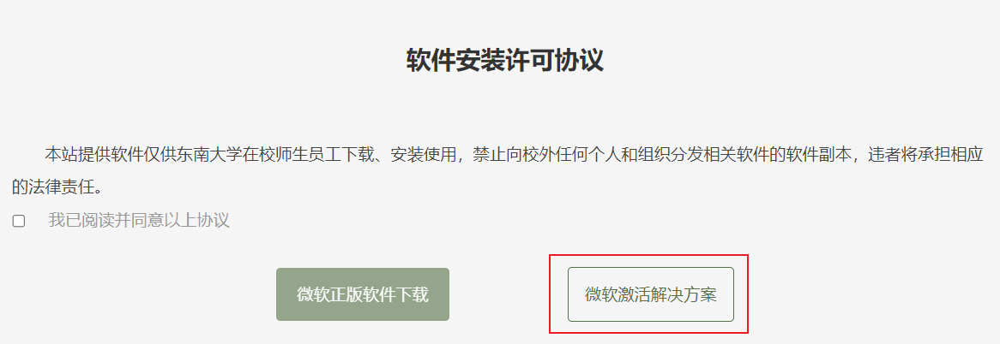 软件安装许可协议
本站提供软件仅供东南大学在校师生员工下载、安装使用，禁止向校外任何个人和组织分发相关软件的软件副本，违者将承担相应
的法律责任。
我已阅读并同意以上协议
微软正版软件下载
微软激活解决方案